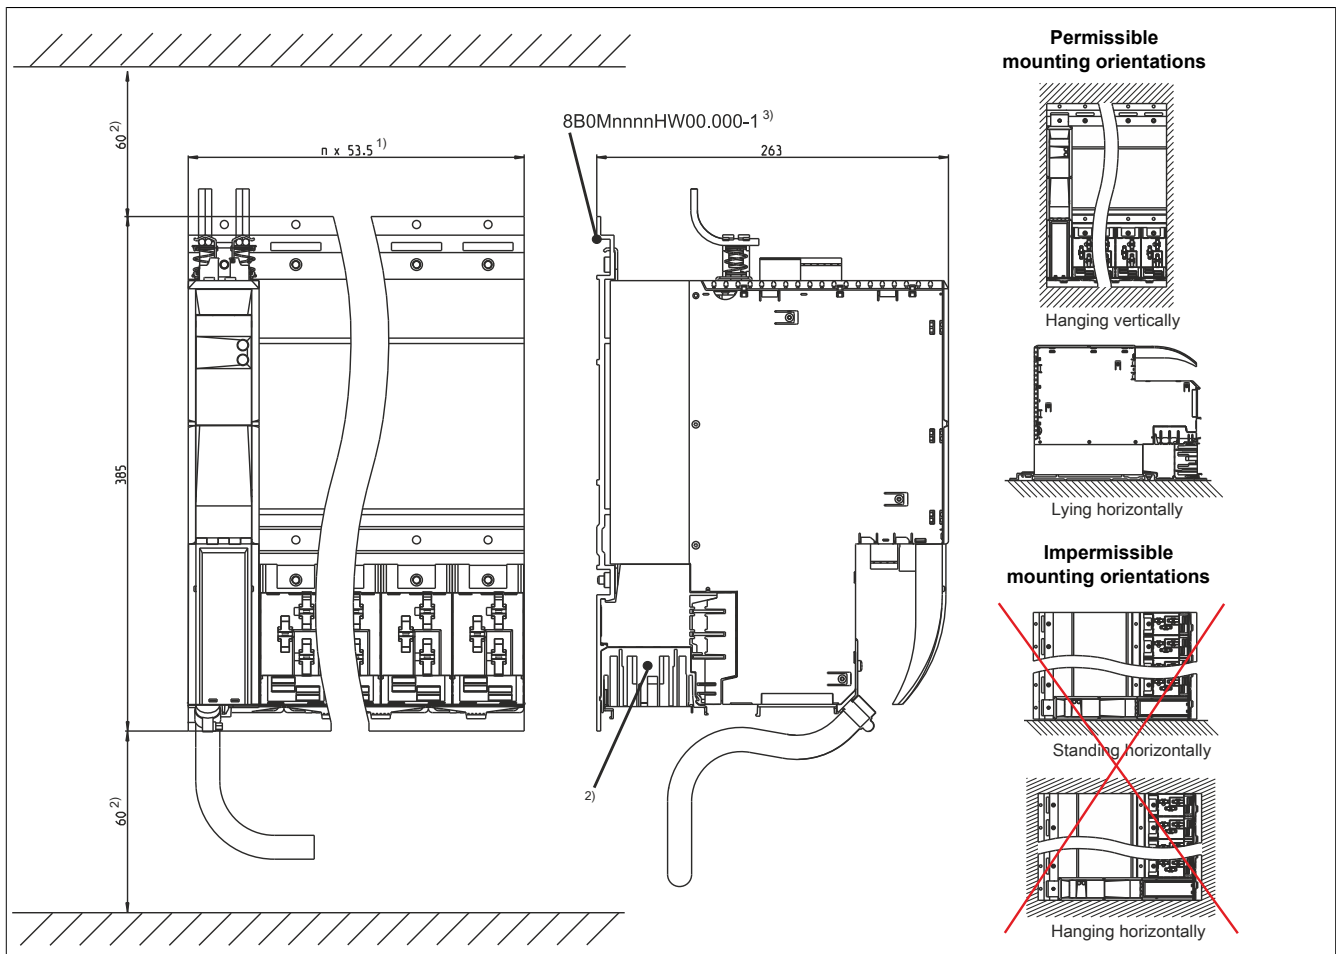 60 2)
n x 53.5 1)
385
60 2)
8B0MnnnnHW00.000-1 3)
263
2)
Permissible
mounting orientations
Hanging vertically
Lying horizontally
Impermissible
mounting orientations
Standing horizontally
Hanging horizontally